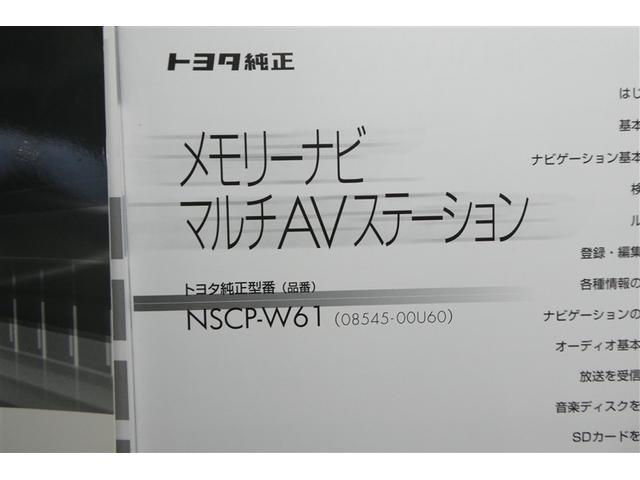 トヨタ純正
メモリーナビ
マルチAVステーション
トヨタ純正型番（品番）
NSCP-W61（08545-00U60）
はじ
基本
ナビゲーション基本
検
ル
登録・編集
各種情報の
ナビゲーションの
オーディオ基本
放送を受信
音楽ディスクを
SDカードを